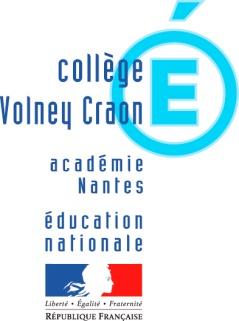 collège
Volney Craon
É
académie
Nantes
éducation
nationale
Liberté • Égalité • Fraternité
RÉPUBLIQUE FRANÇAISE